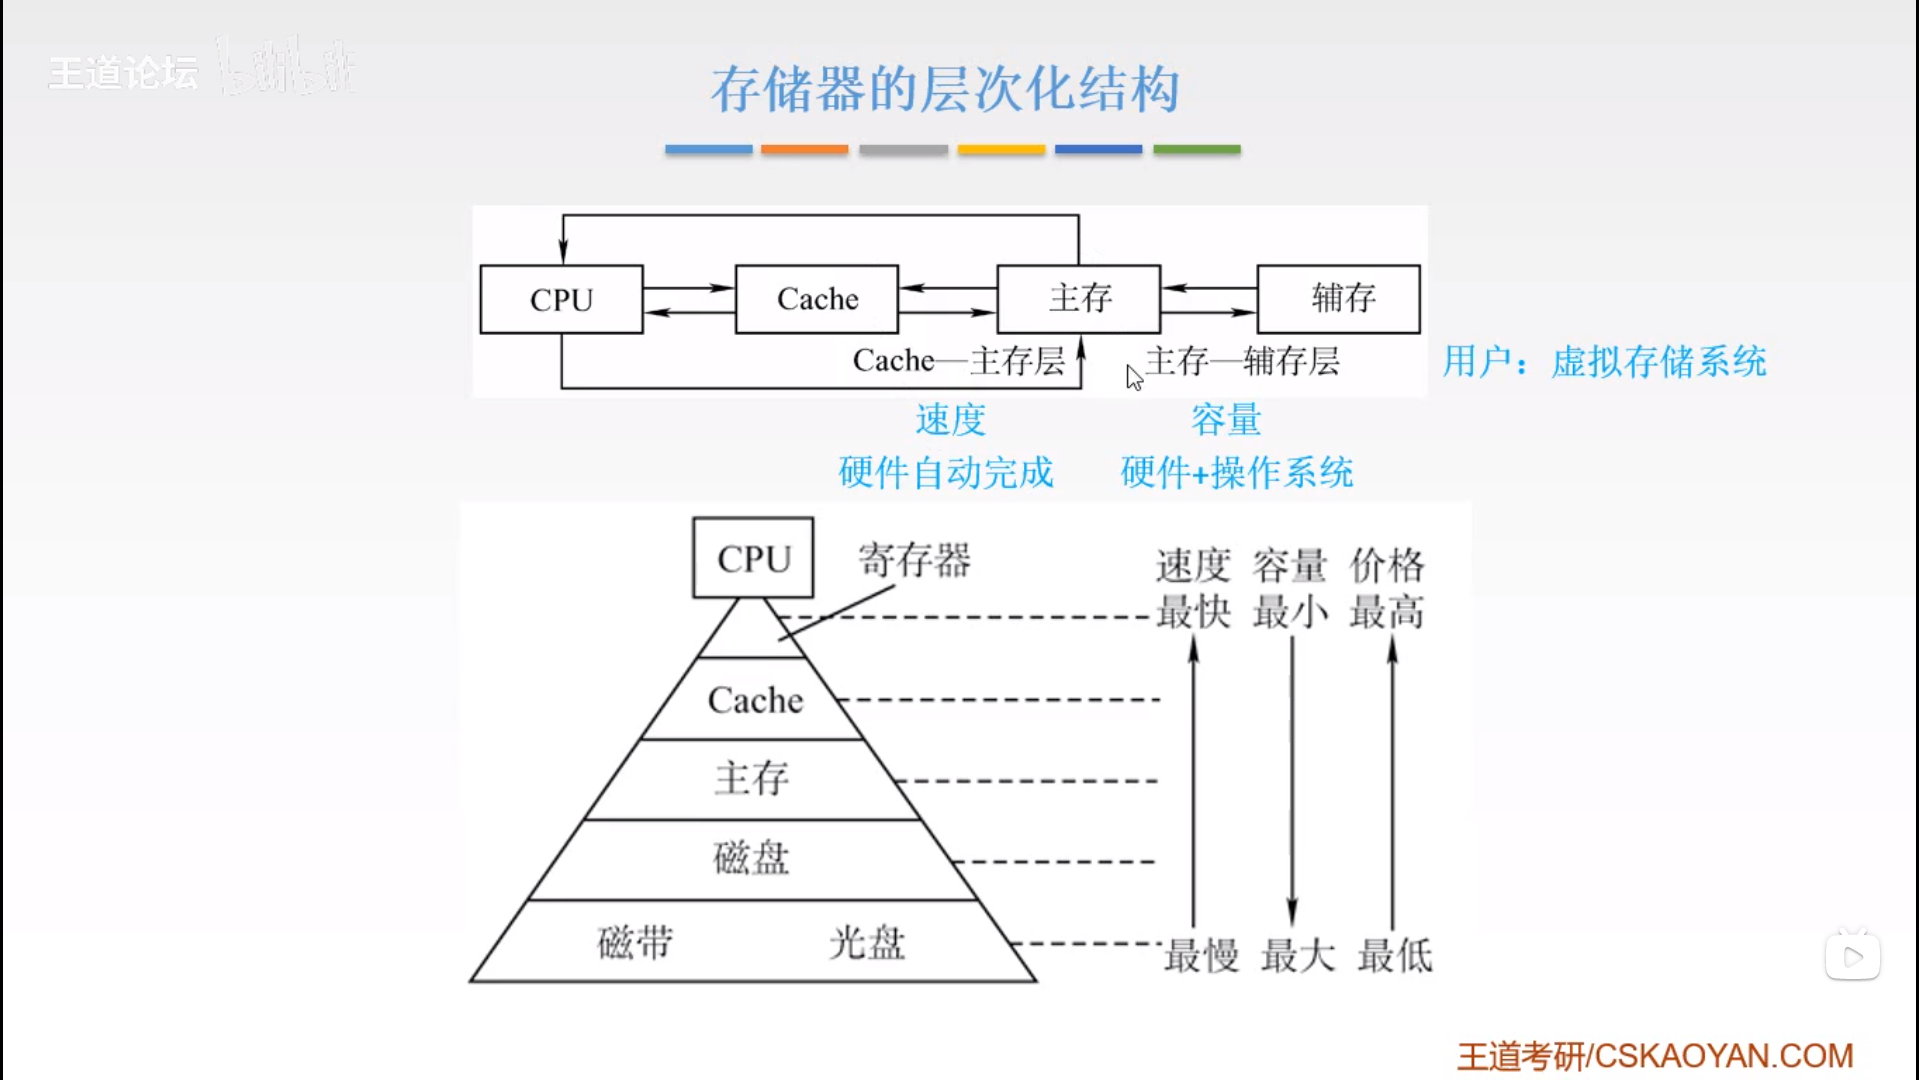 王道论坛 bilibili
存储器的层次化结构
CPU Cache 主存 辅存
Cache—主存层 主存—辅存层 用户：虚拟存储系统
速度 容量
硬件自动完成 硬件+操作系统
CPU 寄存器 速度 容量 价格
最快 最小 最高
Cache
主存
磁盘
磁带 光盘 最慢 最大 最低
王道考研/CSKAOYAN.COM